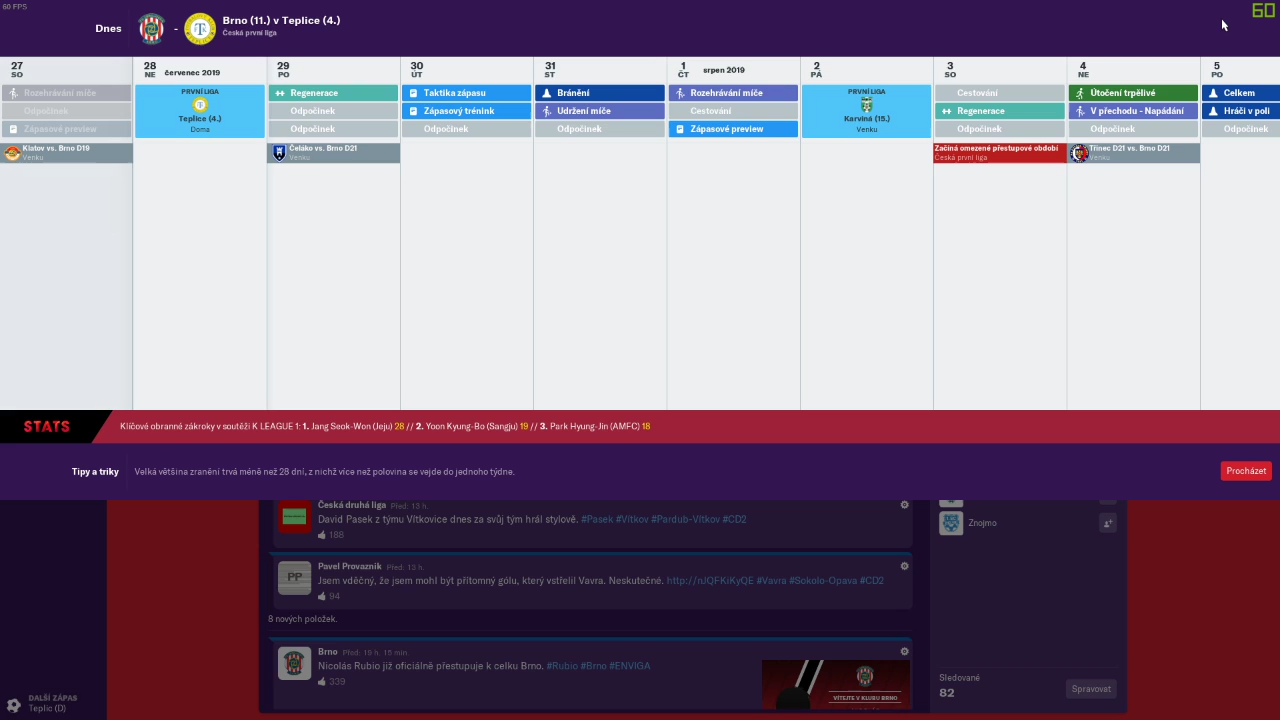 60 FPS
60
Dnes
-
Brno (11.) v Teplice (4.)
Česká první liga
27
SO
28
NE
červenec 2019
29
PO
30
ÚT
31
ST
1
ČT
srpen 2019
2
PÁ
3
SO
4
NE
5
PO
Rozehrávání míče
Odpočinek
Zápasové preview
Klatov vs. Brno D19
Venku
PRVNÍ LIGA
Teplice (4.)
Doma
Regenerace
Odpočinek
Odpočinek
Čeláko vs. Brno D21
Venku
Taktika zápasu
Zápasový trénink
Odpočinek
Bránění
Udržení míče
Odpočinek
Rozehrávání míče
Cestování
Zápasové preview
PRVNÍ LIGA
Karviná (15.)
Venku
Cestování
Regenerace
Odpočinek
Začíná omezené přestupové období
Česká první liga
Útočení trpělivé
V přechodu - Napádání
Odpočinek
Třinec D21 vs. Brno D21
Venku
Celkem
Hráči v poli
Odpočinek
STATS
Klíčové obranné zákroky v soutěži K LEAGUE 1: 1. Jang Seok-Won (Jeju) 28 // 2. Yoon Kyung-Bo (Sangju) 19 // 3. Park Hyung-Jin (AMFC) 18
Tipy a triky
Velká většina zranění trvá méně než 28 dní, z nichž více než polovina se vejde do jednoho týdne.
Procházet
Česká druhá liga Před: 13 h.
David Pasek z týmu Vítkovice dnes za svůj tým hrál stylově. #Pasek #Vítkov #Pardub-Vítkov #CD2
188
PP
Pavel Provazník Před: 13 h.
Jsem vděčný, že jsem mohl být přítomný gólu, který vstřelil Vavra. Neskutečné. http://nJQFKiKyQE #Vavra #Sokolo-Opava #CD2
94
8 nových položek.
Brno Před: 19 h. 15 min.
Nicolás Rubio již oficiálně přestupuje k celku Brno. #Rubio #Brno #ENVIGA
339
VÍTEJTE V KLUBU BRNO
Znojmo
Sledované
82
Spravovat
DALŠÍ ZÁPAS
Teplic (D)